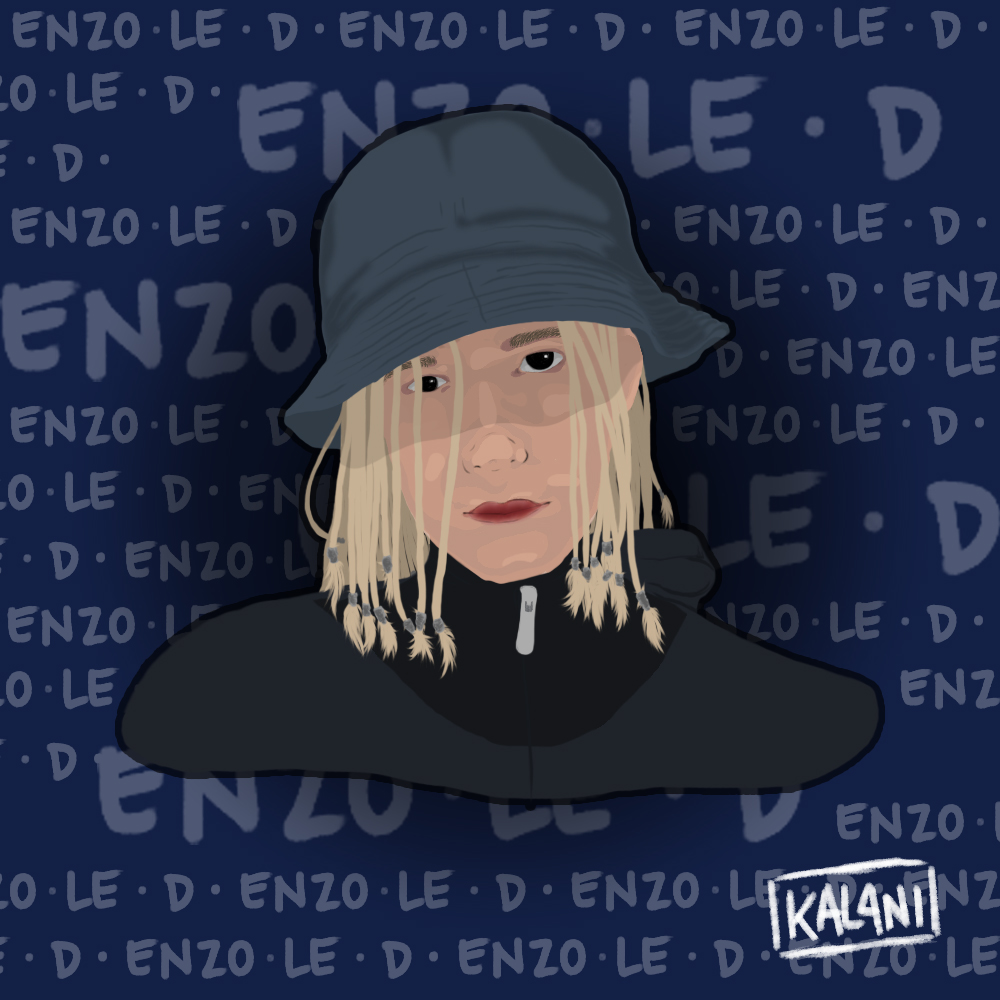 ENZO · LE · D · ENZO · LE · D · ENZO · LE · D ·
ZO · LE · D ·
ENZO · LE · D
E · D ·
ENZO · LE · D · ENZO · LE · D ·
O · LE · D · ENZ
ENZO
D · ENZO · LE
ENZO · LE · D ENZO · LE · D ·
ZO · LE · D · EN
LE · D
E · D · ENZO · L
ENZO · LE NZO · LE · D ·
ZO · LE ENZ
· D
ENZO · LE · D
ENZO ·
ZO · LE · D · ENZO · LE · D · ENZO · LE · D · ENZ
KAL4NI
E · D · ENZO · LE · D · ENZO · LE · D · ENZO · LE